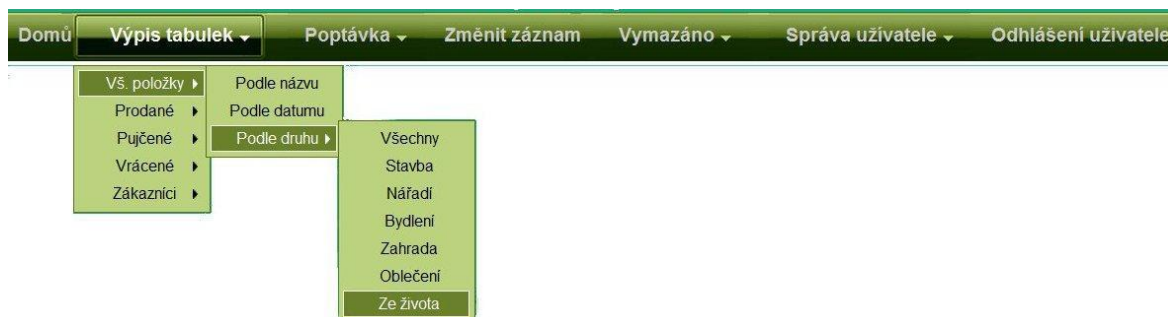 Domů Výpis tabulek Poptávka Změnit záznam Vymazáno Správa uživatele Odhlášení uživatele
Vš. položky
Prodané
Pujčené
Vrácené
Zákazníci
Podle názvu
Podle datumu
Podle druhu
Všechny
Stavba
Nářadí
Bydlení
Zahrada
Oblečení
Ze života